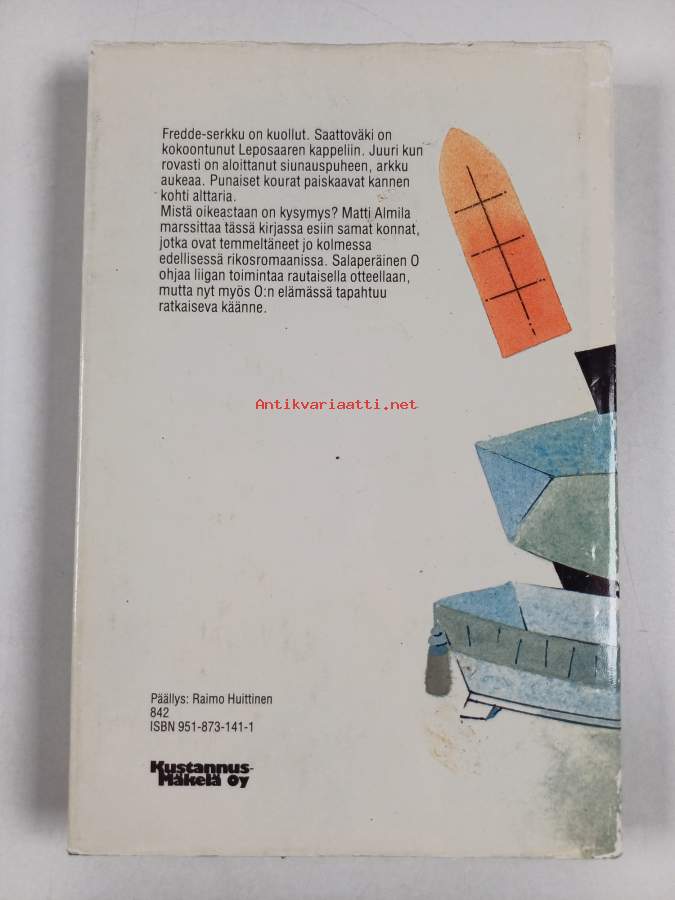 Fredde-serkku on kuollut. Saattoväki on
kokoontunut Leposaaren kappeliin. Juuri kun
rovasti on aloittanut siunauspuheen, arkku
aukeaa. Punaiset kourat paiskaavat kannen
kohti alttaria.
Mistä oikeastaan on kysymys? Matti Almila
marssittaa tässä kirjassa esiin samat konnat,
jotka ovat temmeltäneet jo kolmessa
edellisessä rikosromaanissa. Salaperäinen O
ohjaa liigan toimintaa rautaisella otteellaan,
mutta nyt myös O:n elämässä tapahtuu
ratkaiseva käänne.
Antikvariaatti.net
Päällys: Raimo Huittinen
842
ISBN 951-873-141-1
Kustannus-
Mäkelä Oy